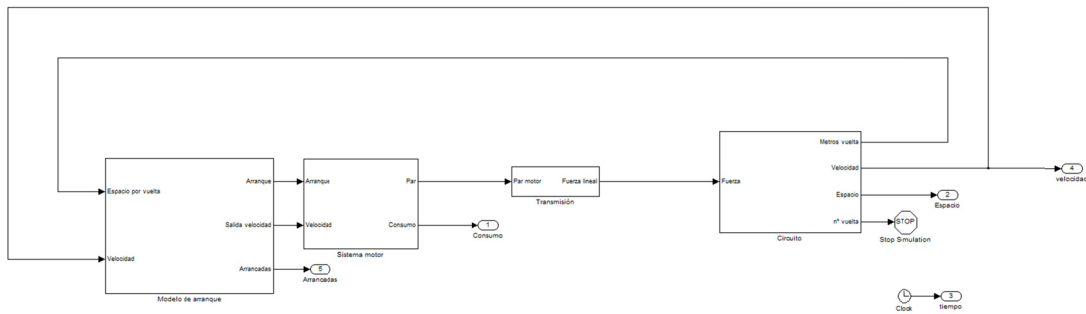 Metros vuelta
Velocidad
4
velocidad
Fuerza
Espacio
2
Espacio
nº vuelta
STOP
Stop Simulation
Circuito
Espacio por vuelta
Arranque
Salida velocidad
Velocidad
Arrancadas
5
Arrancadas
Modelo de arranque
Arranque
Par
Velocidad
Consumo
1
Consumo
Sistema motor
Par motor
Fuerza lineal
Transmisión
Clock
3
tiempo